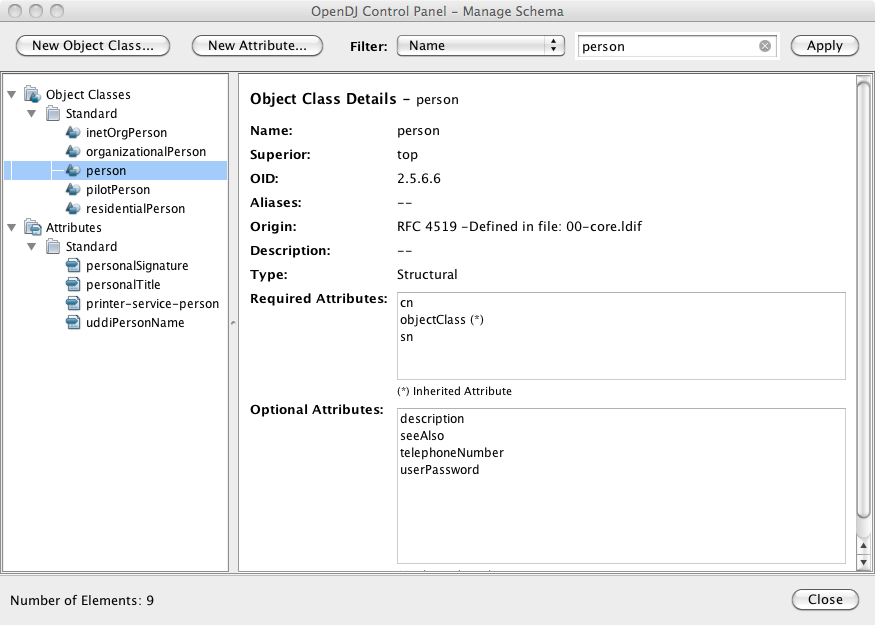 OpenDJ Control Panel - Manage Schema
New Object Class... New Attribute... Filter: Name person Apply
Object Classes
Standard
inetOrgPerson
organizationalPerson
person
pilotPerson
residentialPerson
Attributes
Standard
personalSignature
personalTitle
printer-service-person
uddiPersonName
Object Class Details - person
Name: person
Superior: top
OID: 2.5.6.6
Aliases: --
Origin: RFC 4519 -Defined in file: 00-core.ldif
Description: --
Type: Structural
Required Attributes: cn
objectClass (*)
sn
(*) Inherited Attribute
Optional Attributes: description
seeAlso
telephoneNumber
userPassword
Number of Elements: 9 Close